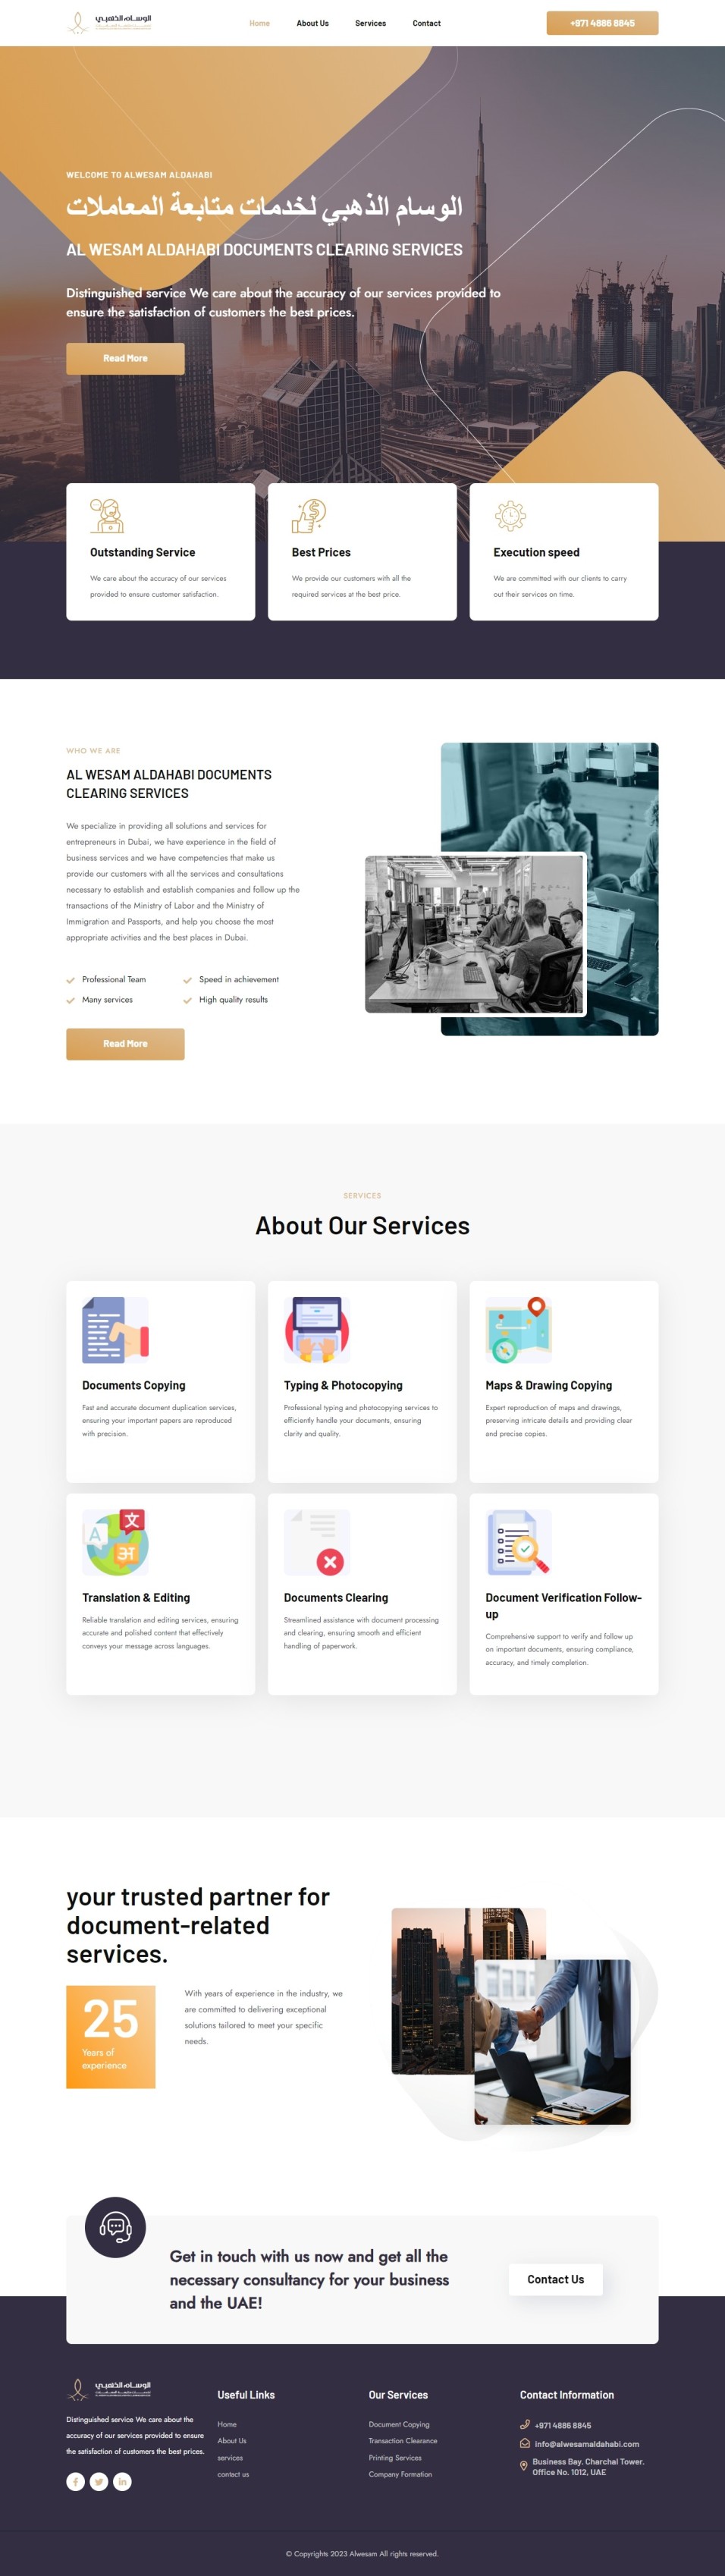 الوسام الذهبي
Home
About Us
Services
Contact
+971 4886 8845
WELCOME TO ALWESAM ALDAHABI
الوسام الذهبي لخدمات متابعة المعاملات
AL WESAM ALDAHABI DOCUMENTS CLEARING SERVICES
Distinguished service We care about the accuracy of our services provided to
ensure the satisfaction of customers the best prices.
Read More
Outstanding Service
We care about the accuracy of our services
provided to ensure customer satisfaction.
Best Prices
We provide our customers with all the
required services at the best price.
Execution speed
We are committed with our clients to carry
out their services on time.
WHO WE ARE
AL WESAM ALDAHABI DOCUMENTS
CLEARING SERVICES
We specialize in providing all solutions and services for
entrepreneurs in Dubai, we have experience in the field of
business services and we have competencies that make us
provide our customers with all the services and consultations
necessary to establish and establish companies and follow up the
transactions of the Ministry of Labor and the Ministry of
Immigration and Passports, and help you choose the most
appropriate activities and the best places in Dubai.
Professional Team
Speed in achievement
Many services
High quality results
Read More
SERVICES
About Our Services
Documents Copying
Fast and accurate document duplication services,
ensuring your important papers are reproduced
with precision.
Typing & Photocopying
Professional typing and photocopying services to
efficiently handle your documents, ensuring
clarity and quality.
Maps & Drawing Copying
Expert reproduction of maps and drawings,
preserving intricate details and providing clear
and precise copies.
A
文
अ
Translation & Editing
Reliable translation and editing services, ensuring
accurate and polished content that effectively
conveys your message across languages.
Documents Clearing
Streamlined assistance with document processing
and clearing, ensuring smooth and efficient
handling of paperwork.
Document Verification Follow-
up
Comprehensive support to verify and follow up
on important documents, ensuring compliance,
accuracy, and timely completion.
your trusted partner for
document-related
services.
25
Years of
experience
With years of experience in the industry, we
are committed to delivering exceptional
solutions tailored to meet your specific
needs.
Get in touch with us now and get all the
necessary consultancy for your business
and the UAE!
Contact Us
الوسام الذهبي
Distinguished service We care about the
accuracy of our services provided to ensure
the satisfaction of customers the best prices.
Useful Links
Home
About Us
services
contact us
Our Services
Document Copying
Transaction Clearance
Printing Services
Company Formation
Contact Information
+971 4886 8845
info@alwesamaldahabi.com
Business Bay. Charchal Tower.
Office No. 1012, UAE
© Copyrights 2023 Alwesam All rights reserved.